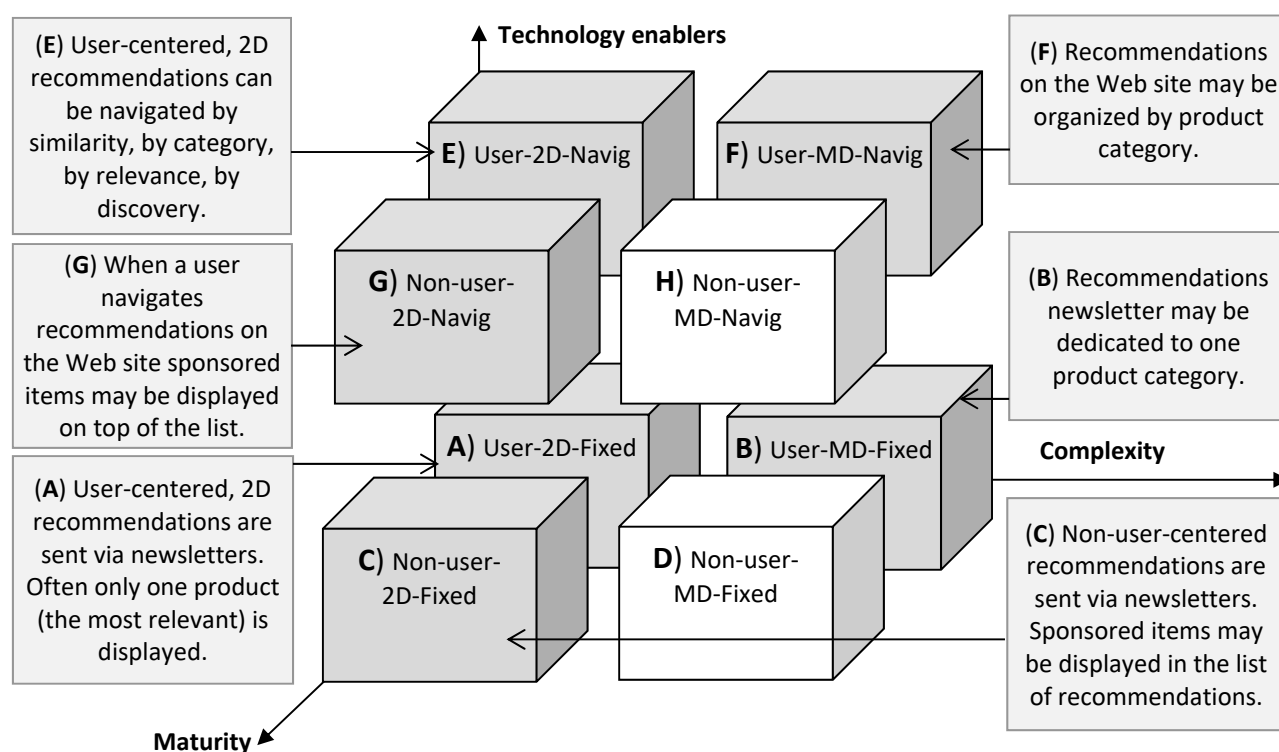 (E) User-centered, 2D
recommendations can
be navigated by
similarity, by category,
by relevance, by
discovery.
Technology enablers
(F) Recommendations
on the Web site may be
organized by product
category.
E) User-2D-Navig
F) User-MD-Navig
(G) When a user
navigates
recommendations on
the Web site sponsored
items may be displayed
on top of the list.
G) Non-user-
2D-Navig
H) Non-user-
MD-Navig
(B) Recommendations
newsletter may be
dedicated to one
product category.
A) User-2D-Fixed
B) User-MD-Fixed
Complexity
(A) User-centered, 2D
recommendations are
sent via newsletters.
Often only one product
(the most relevant) is
displayed.
C) Non-user-
2D-Fixed
D) Non-user-
MD-Fixed
(C) Non-user-centered
recommendations are
sent via newsletters.
Sponsored items may
be displayed in the list
of recommendations.
Maturity